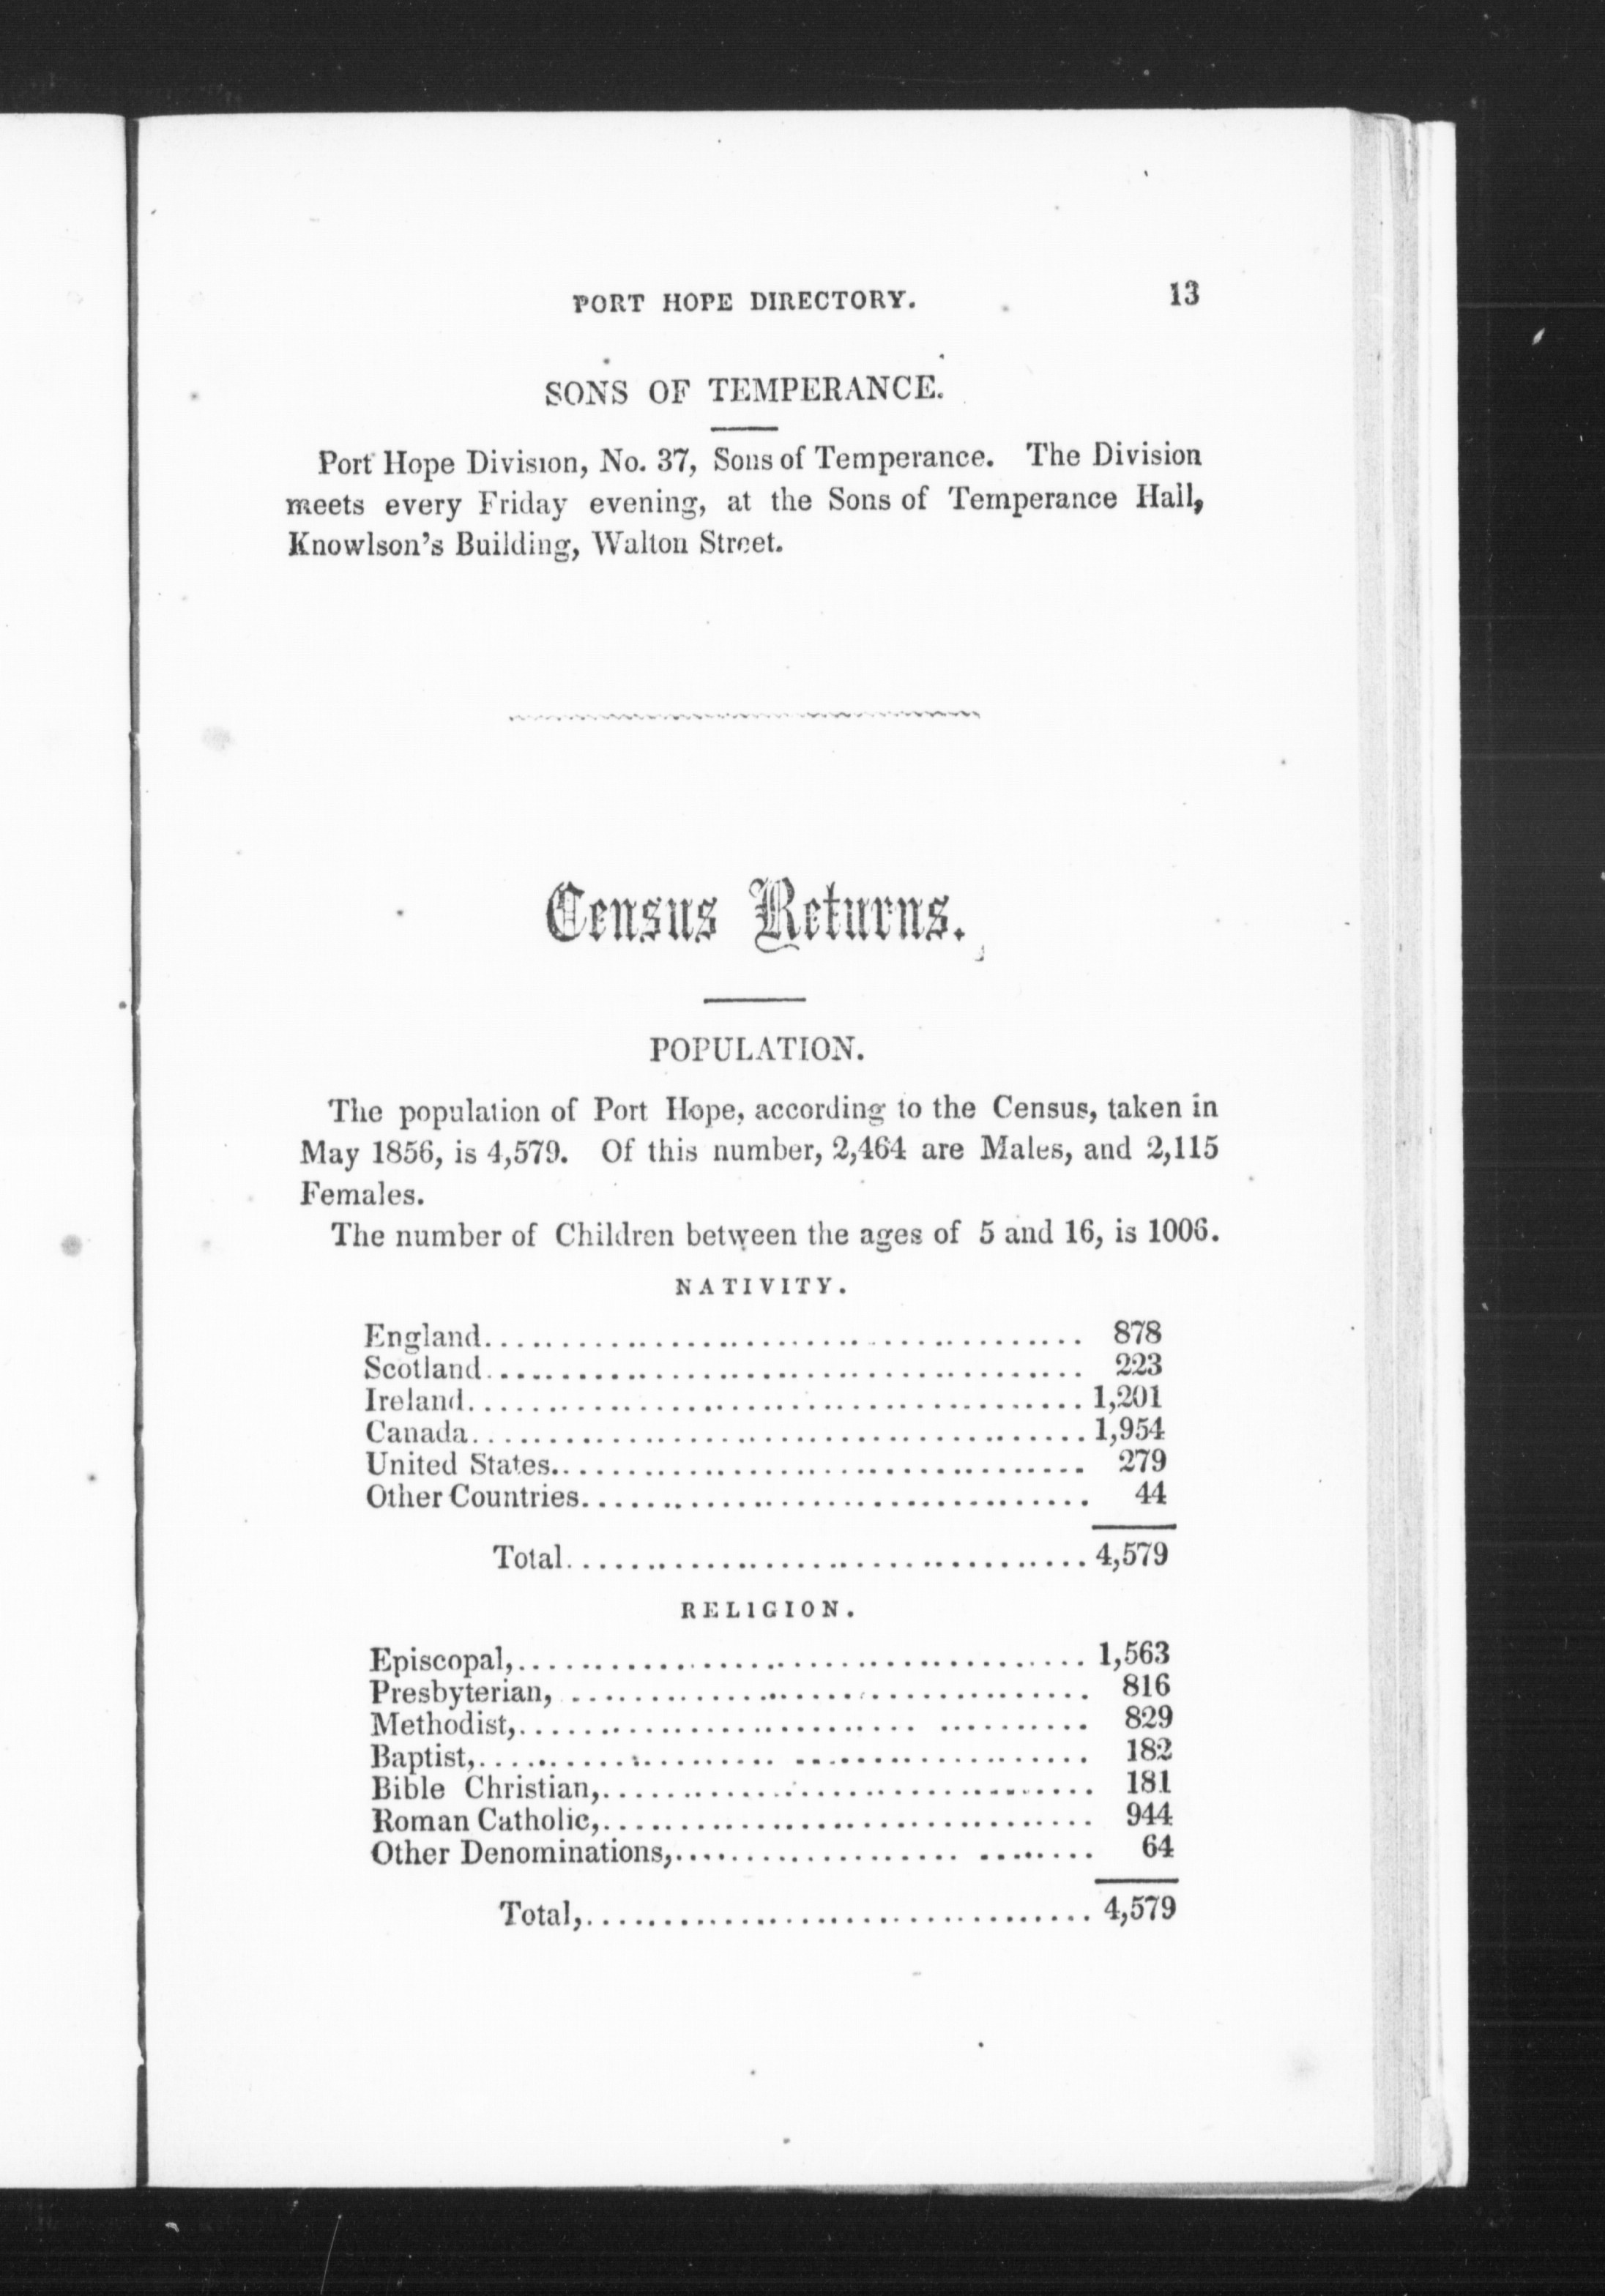 PORT HOPE DIRECTORY. 13
SONS OF TEMPERANCE.
Port Hope Division, No. 37, Sons of Temperance. The Division
meets every Friday evening, at the Sons of Temperance Hall,
Knowlson's Building, Walton Street.
Census Returns.
POPULATION.
The population of Port Hope, according to the Census, taken in
May 1856, is 4,579. Of this number, 2,464 are Males, and 2,115
Females.
The number of Children between the ages of 5 and 16, is 1006.
NATIVITY.
England........................................ 878
Scotland....................................... 223
Ireland........................................ 1,201
Canada......................................... 1,954
United States.................................. 279
Other Countries................................ 44
Total.................................. 4,579
RELIGION.
Episcopal,..................................... 1,563
Presbyterian, ................................. 816
Methodist,.......................... .......... 829
Baptist,.................... .................. 182
Bible Christian,............................... 181
Roman Catholic,................................ 944
Other Denominations,.................. ........ 64
Total,................................. 4,579